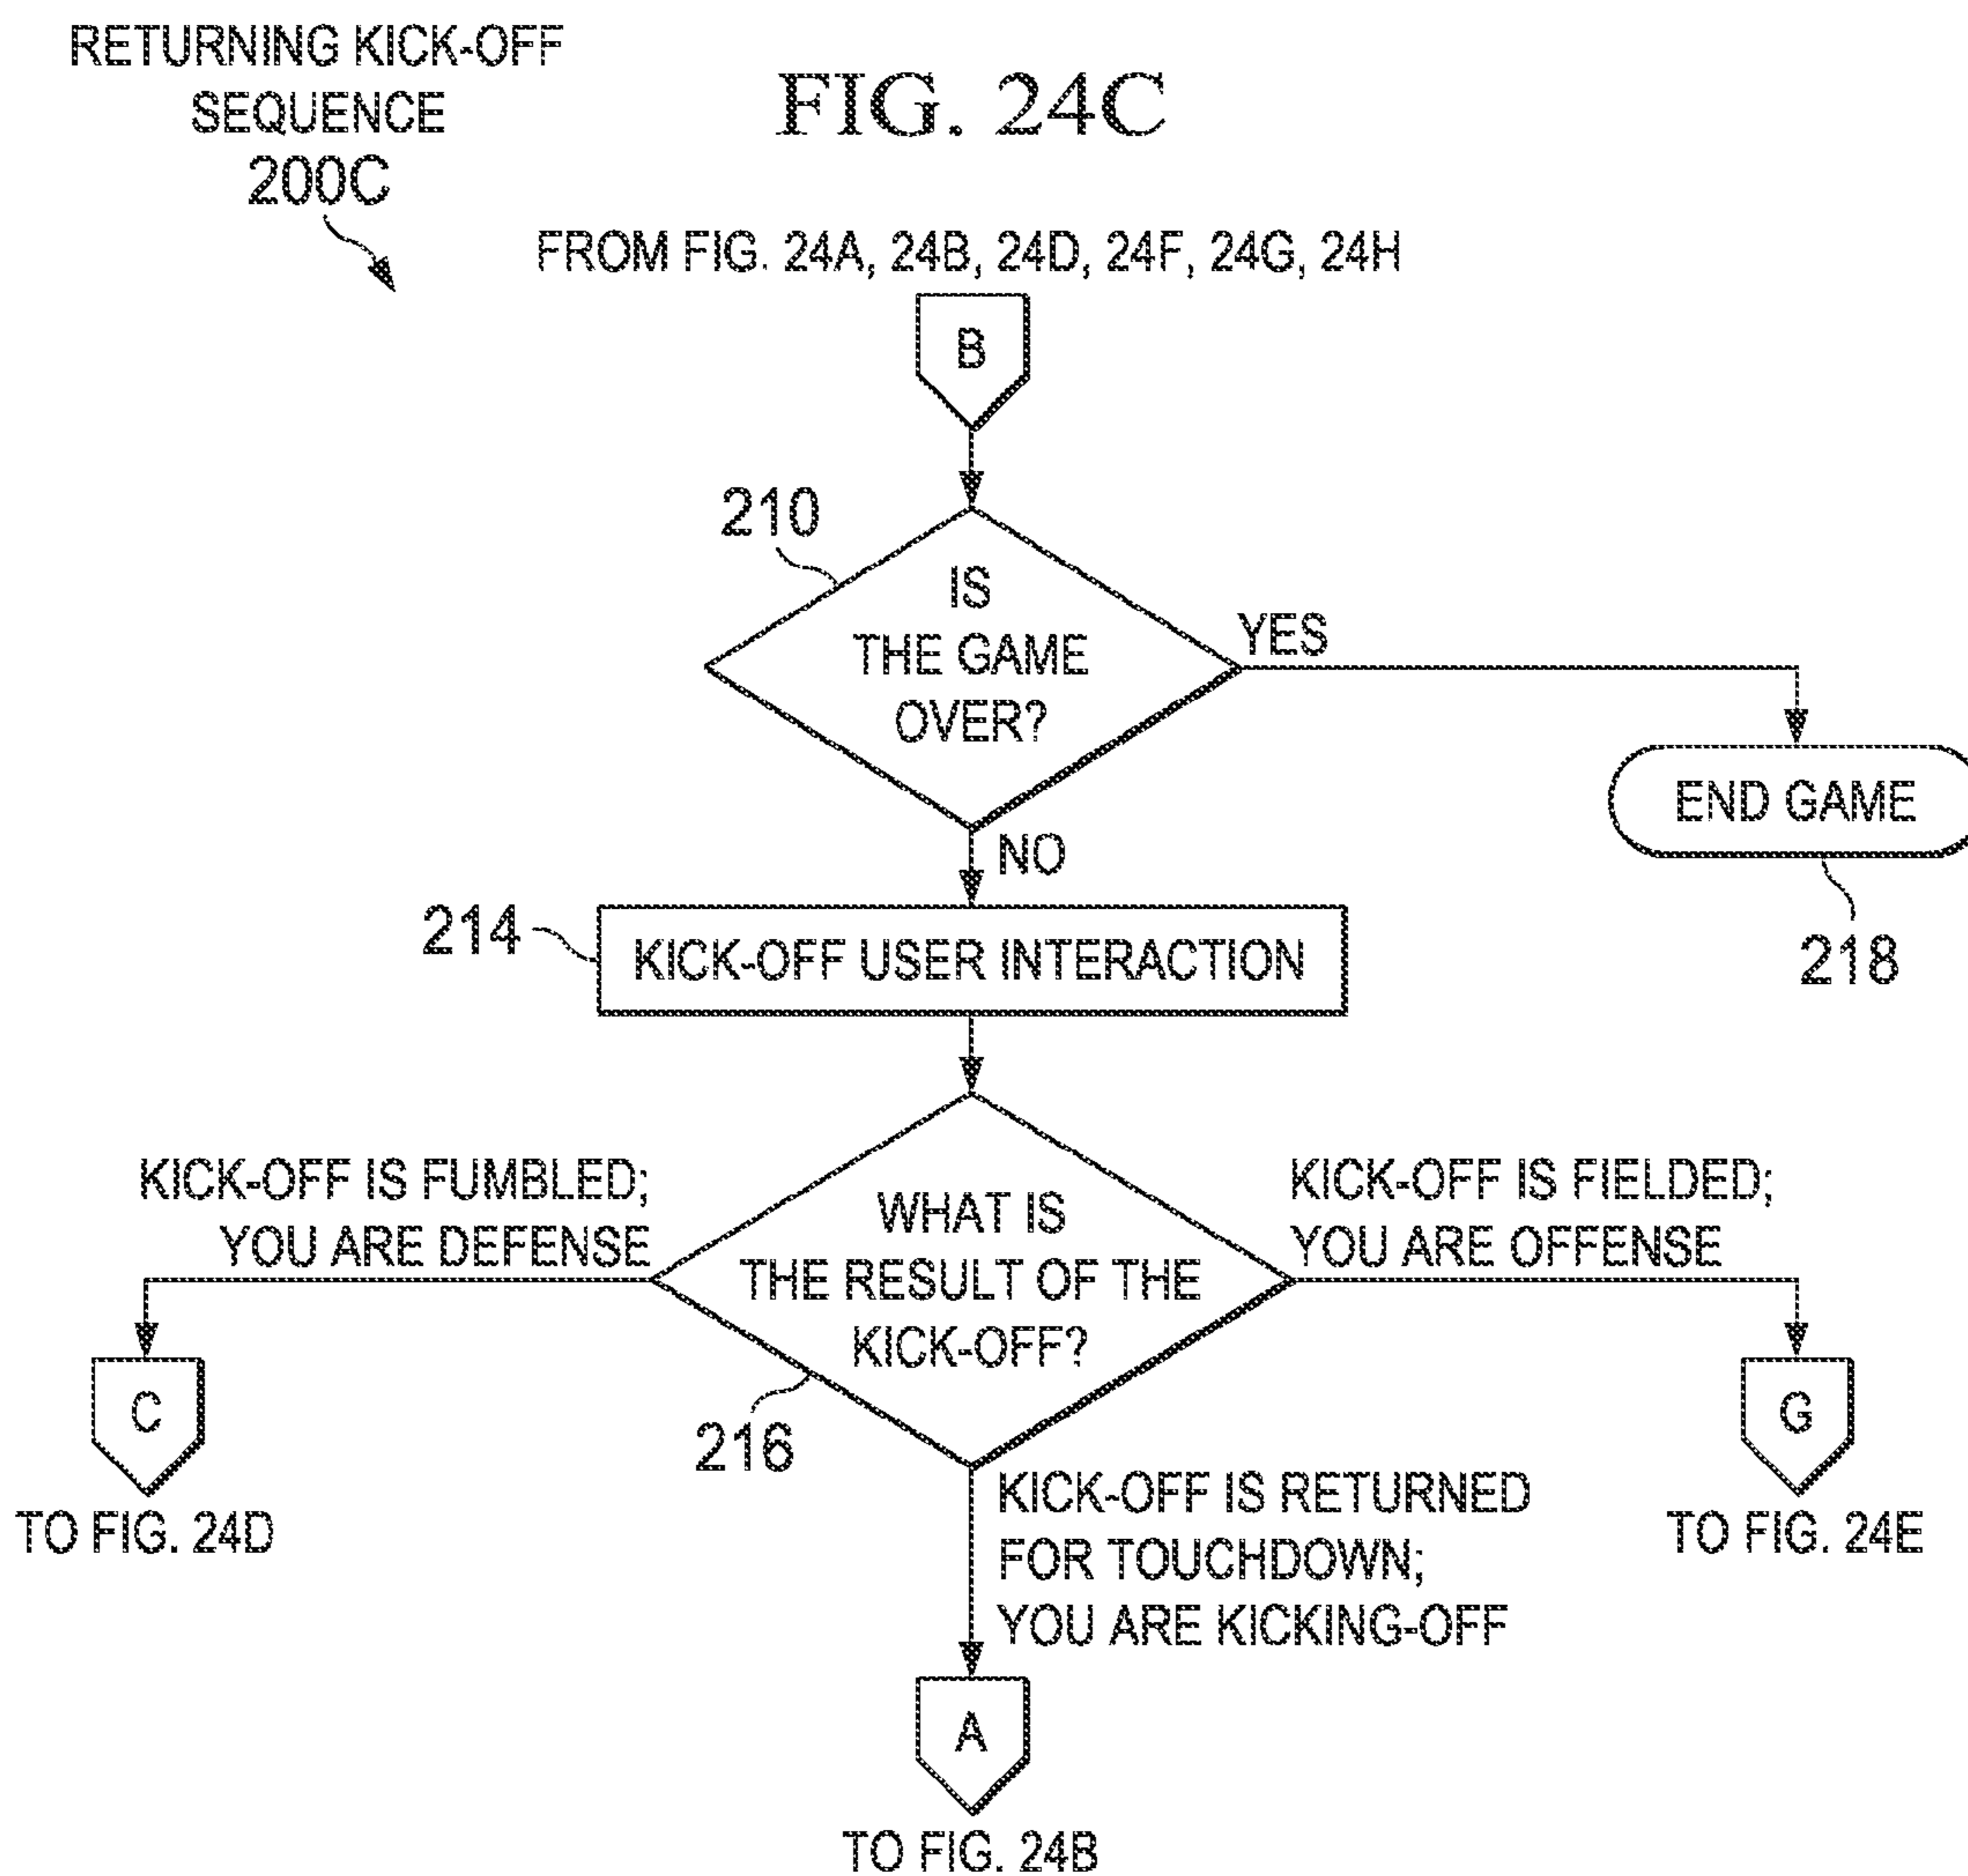 RETURNING KICK-OFF
SEQUENCE
200C
FIG. 24C
FROM FIG. 24A, 24B, 24D, 24F, 24G, 24H
B
210
IS
THE GAME
OVER?
YES
END GAME
218
NO
214
KICK-OFF USER INTERACTION
KICK-OFF IS FUMBLED;
YOU ARE DEFENSE
WHAT IS
THE RESULT OF THE
KICK-OFF?
216
KICK-OFF IS FIELDED;
YOU ARE OFFENSE
C
TO FIG. 24D
G
TO FIG. 24E
KICK-OFF IS RETURNED
FOR TOUCHDOWN;
YOU ARE KICKING-OFF
A
TO FIG. 24B